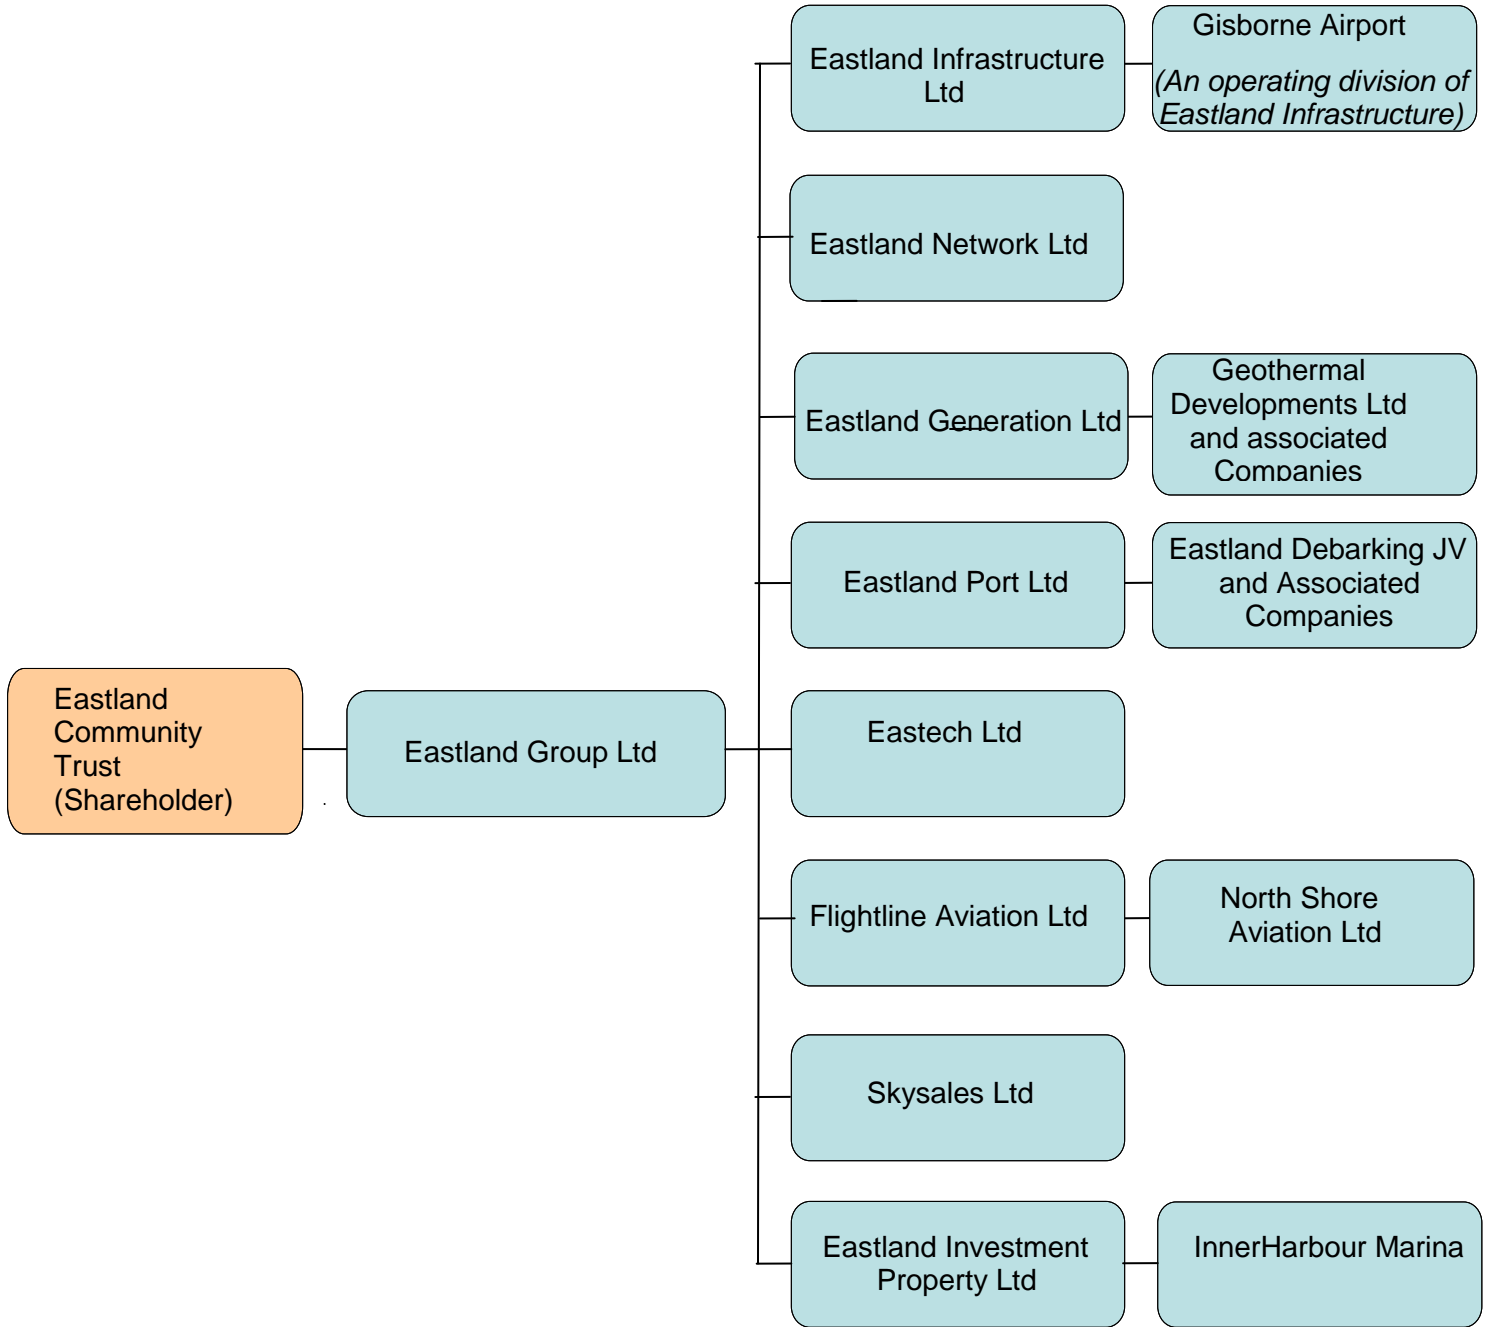 Eastland Infrastructure
Ltd
Gisborne Airport
(An operating division of
Eastland Infrastructure)
Eastland Network Ltd
Eastland Generation Ltd
Geothermal
Developments Ltd
and associated
Companies
Eastland Port Ltd
Eastland Debarking JV
and Associated
Companies
Eastland
Community
Trust
(Shareholder)
Eastland Group Ltd
Eastech Ltd
Flightline Aviation Ltd
North Shore
Aviation Ltd
Skysales Ltd
Eastland Investment
Property Ltd
InnerHarbour Marina